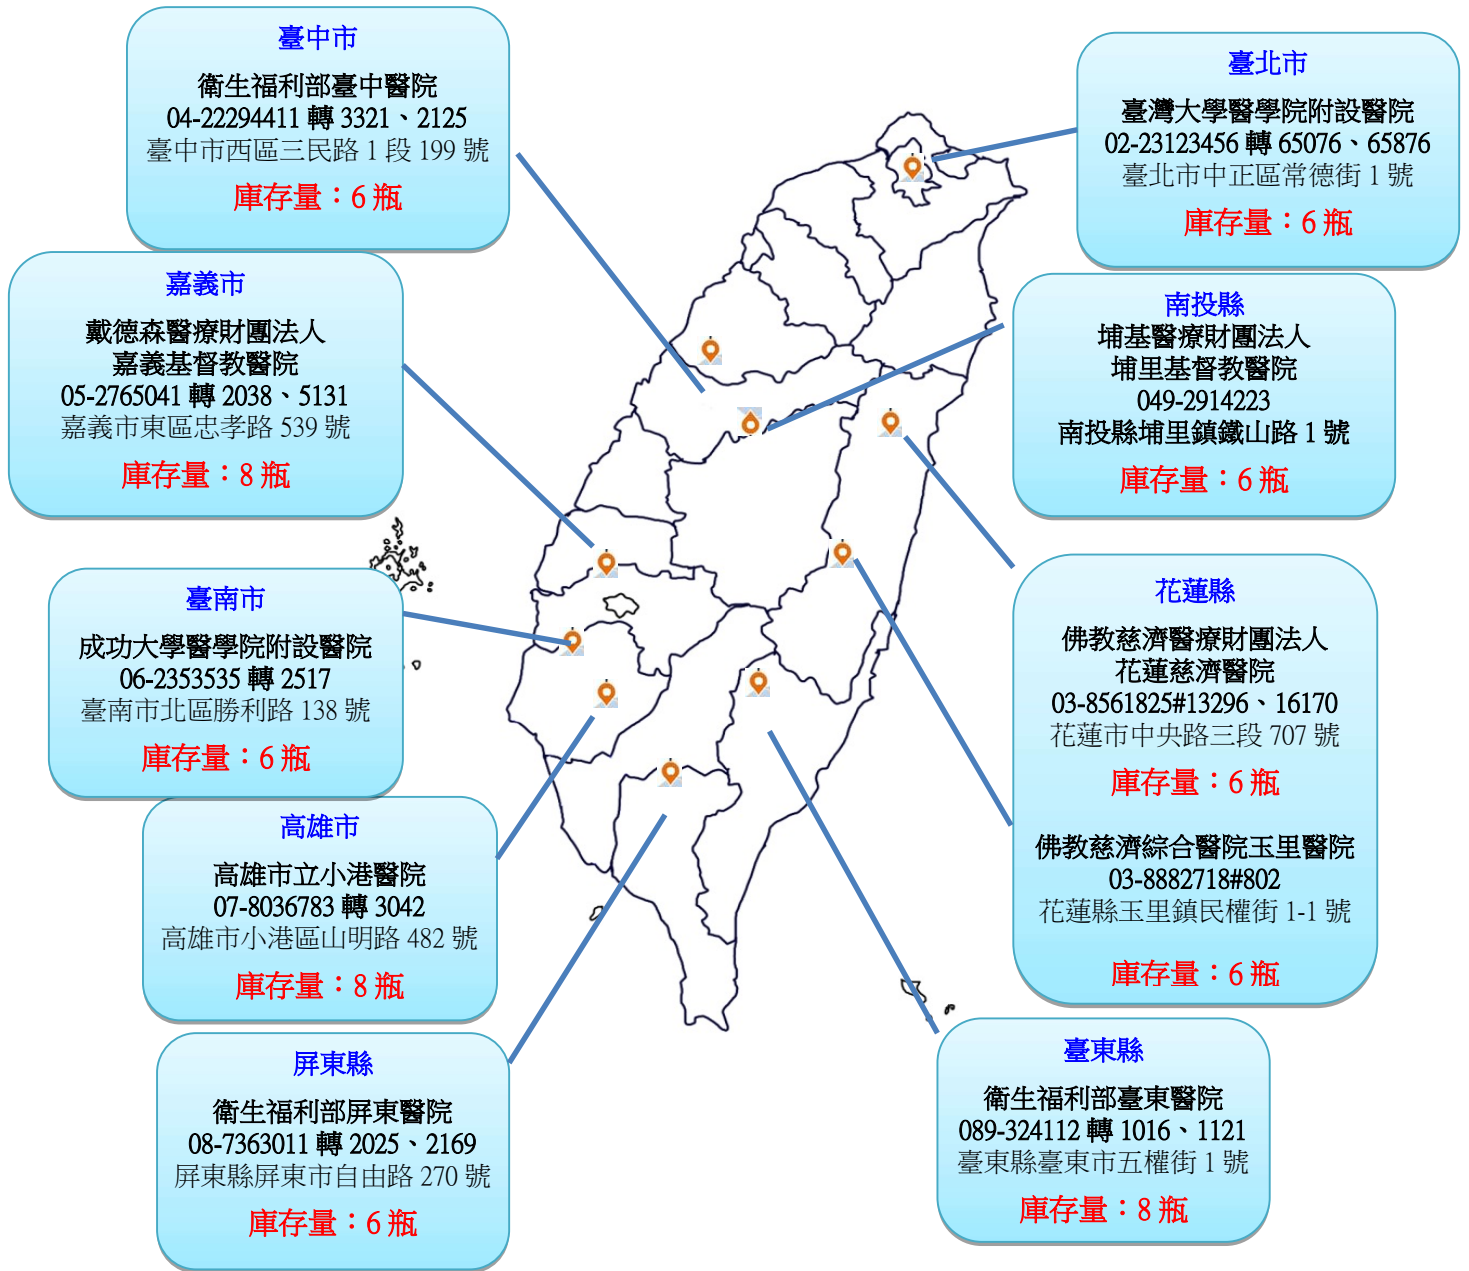 臺中市
衛生福利部臺中醫院
04-22294411 轉 3321、2125
臺中市西區三民路 1 段 199 號
庫存量：6 瓶
臺北市
臺灣大學醫學院附設醫院
02-23123456 轉 65076、65876
臺北市中正區常德街 1 號
庫存量：6 瓶
嘉義市
戴德森醫療財團法人
嘉義基督教醫院
05-2765041 轉 2038、5131
嘉義市東區忠孝路 539 號
庫存量：8 瓶
南投縣
埔基醫療財團法人
埔里基督教醫院
049-2914223
南投縣埔里鎮鐵山路 1 號
庫存量：6 瓶
臺南市
成功大學醫學院附設醫院
06-2353535 轉 2517
臺南市北區勝利路 138 號
庫存量：6 瓶
花蓮縣
佛教慈濟醫療財團法人
花蓮慈濟醫院
03-8561825#13296、16170
花蓮市中央路三段 707 號
庫存量：6 瓶
佛教慈濟綜合醫院玉里醫院
03-8882718#802
花蓮縣玉里鎮民權街 1-1 號
庫存量：6 瓶
高雄市
高雄市立小港醫院
07-8036783 轉 3042
高雄市小港區山明路 482 號
庫存量：8 瓶
屏東縣
衛生福利部屏東醫院
08-7363011 轉 2025、2169
屏東縣屏東市自由路 270 號
庫存量：6 瓶
臺東縣
衛生福利部臺東醫院
089-324112 轉 1016、1121
臺東縣臺東市五權街 1 號
庫存量：8 瓶